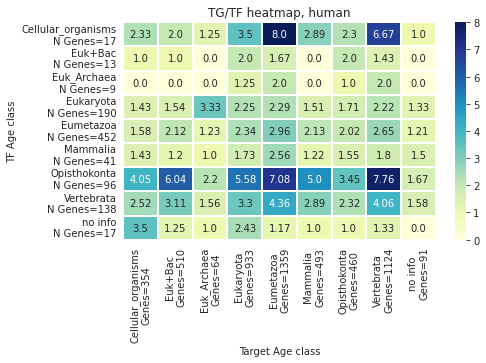 TG/TF heatmap, human
TF Age class
Cellular_organisms
N Genes=17
2.33 2.0 1.25 3.5 8.0 2.89 2.3 6.67 1.0
Euk+Bac
N Genes=13
1.0 1.0 0.0 2.0 1.67 0.0 2.0 1.43 0.0
Euk_Archaea
N Genes=9
0.0 0.0 0.0 1.25 2.0 0.0 1.0 2.0 0.0
Eukaryota
N Genes=190
1.43 1.54 3.33 2.25 2.29 1.51 1.71 2.22 1.33
Eumetazoa
N Genes=452
1.58 2.12 1.23 2.34 2.96 2.13 2.02 2.65 1.21
Mammalia
N Genes=41
1.43 1.2 1.0 1.73 2.56 1.22 1.55 1.8 1.5
Opisthokonta
N Genes=96
4.05 6.04 2.2 5.58 7.08 5.0 3.45 7.76 1.67
Vertebrata
N Genes=138
2.52 3.11 1.56 3.3 4.36 2.89 2.32 4.06 1.58
no info
N Genes=17
3.5 1.25 1.0 2.43 1.17 1.0 1.0 1.33 0.0
8
7
6
5
4
3
2
1
0
Cellular_organisms
Genes=354
Euk+Bac
Genes=510
Euk_Archaea
Genes=64
Eukaryota
Genes=933
Eumetazoa
Genes=1359
Mammalia
Genes=493
Opisthokonta
Genes=460
Vertebrata
Genes=1124
no info
Genes=91
Target Age class